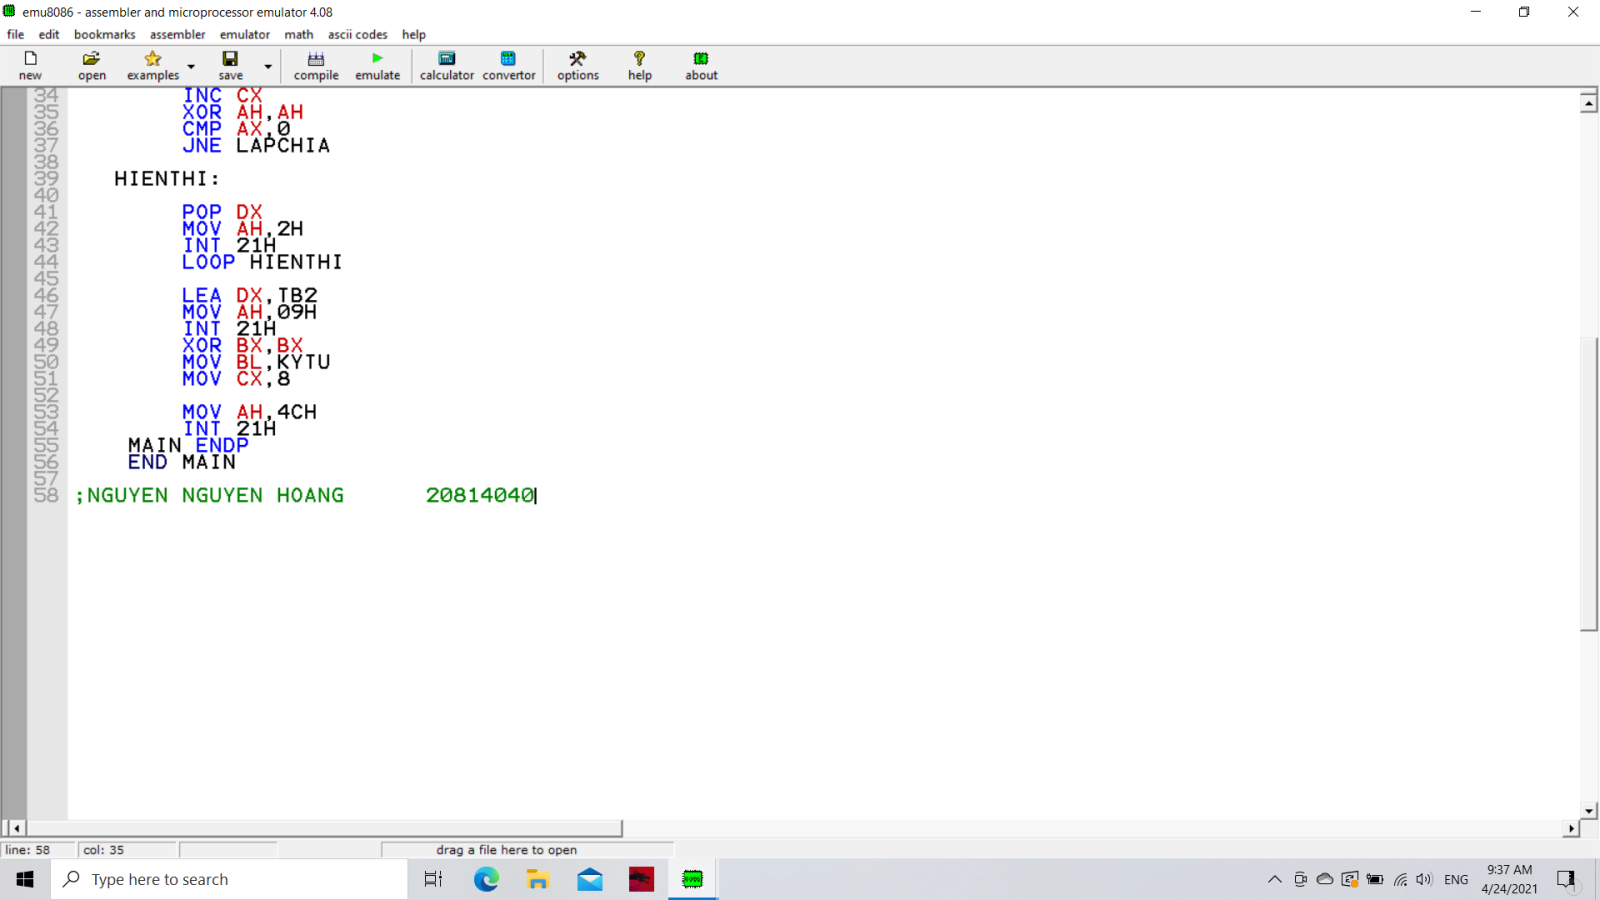 emu8086 - assembler and microprocessor emulator 4.08
file edit bookmarks assembler emulator math ascii codes help
new open examples save compile emulate calculator convertor options help about
34 INC CX
35 XOR AH,AH
36 CMP AX,0
37 JNE LAPCHIA
38
39 HIENTHI:
40
41 POP DX
42 MOV AH,2H
43 INT 21H
44 LOOP HIENTHI
45
46 LEA DX,TB2
47 MOV AH,09H
48 INT 21H
49 XOR BX,BX
50 MOV BL,KYTU
51 MOV CX,8
52
53 MOV AH,4CH
54 INT 21H
55 MAIN ENDP
56 END MAIN
57
58 ;NGUYEN NGUYEN HOANG 20814040
line: 58 col: 35 drag a file here to open
Type here to search
ENG
9:37 AM
4/24/2021